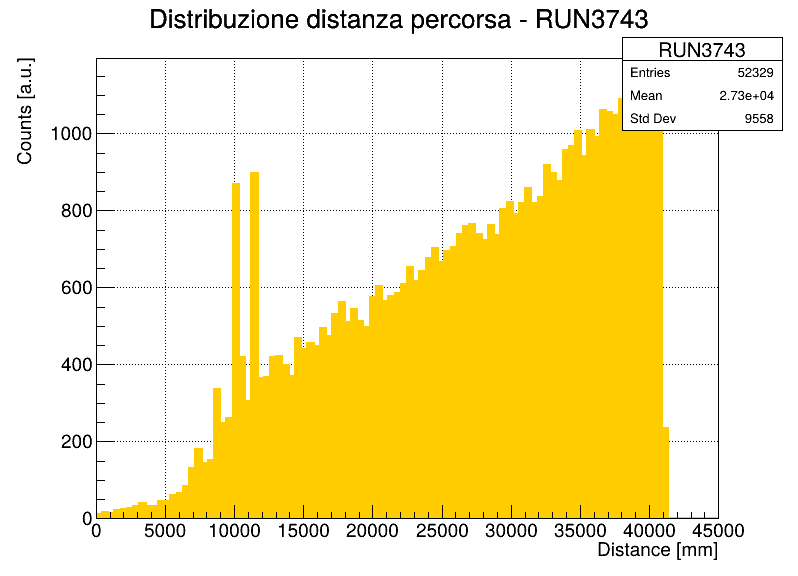 Distribuzione distanza percorsa - RUN3743
RUN3743
Entries 52329
Mean 2.73e+04
Std Dev 9558
Counts [a.u.]
1000
800
600
400
200
0
0 5000 10000 15000 20000 25000 30000 35000 40000 45000
Distance [mm]